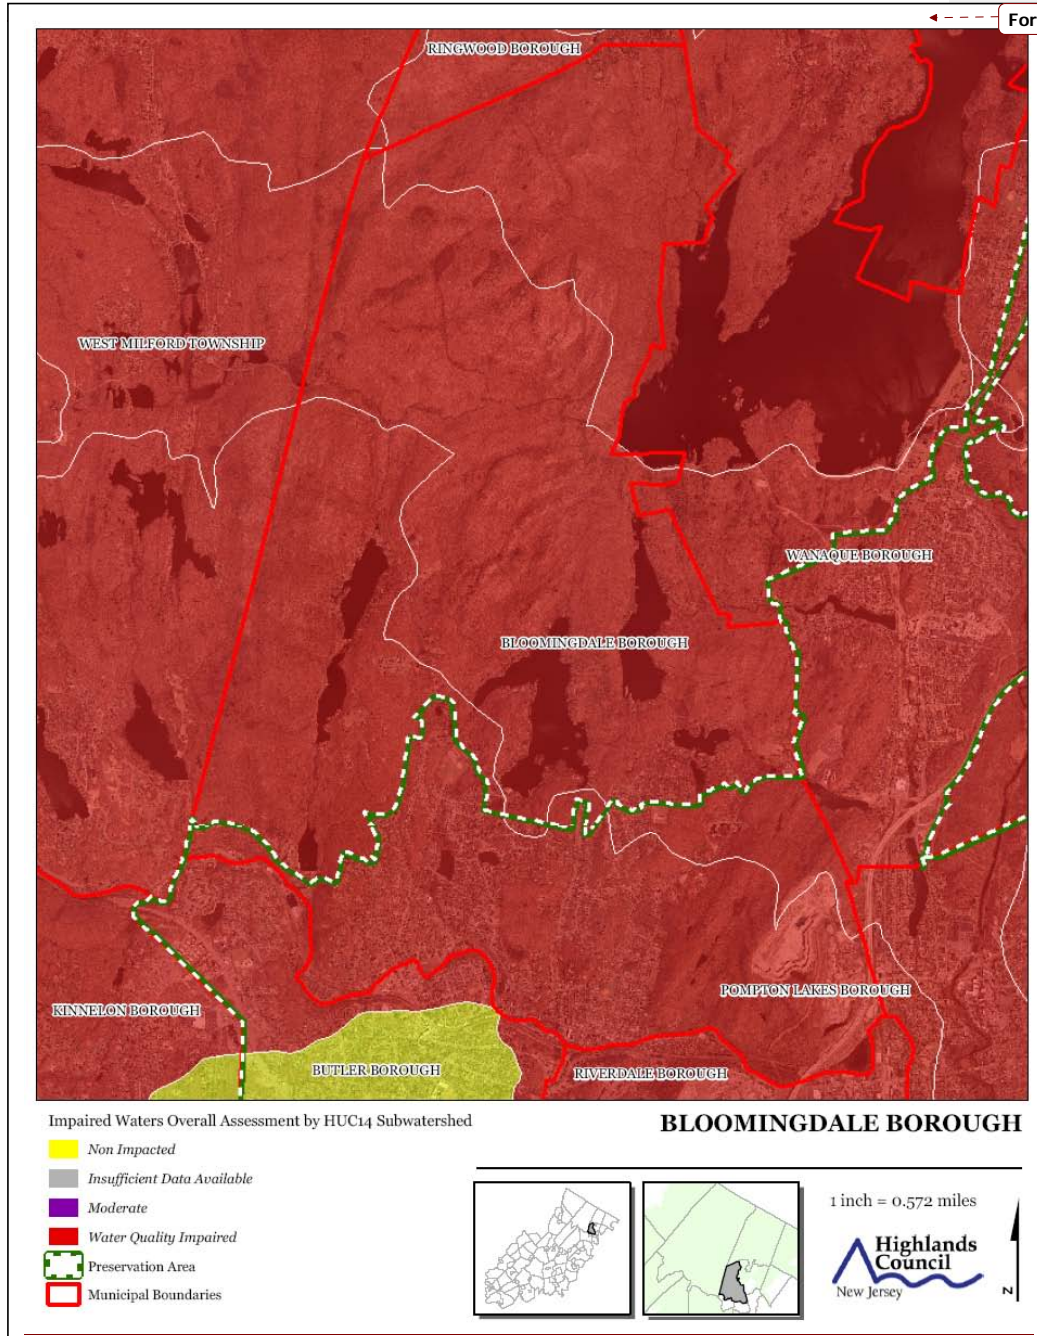 For
RINGWOOD BOROUGH
WEST MILFORD TOWNSHIP
WANAQUE BOROUGH
BLOOMINGDALE BOROUGH
POMPTON LAKES BOROUGH
KINNELON BOROUGH
BUTLER BOROUGH
RIVERDALE BOROUGH
Impaired Waters Overall Assessment by HUC14 Subwatershed
Non Impacted
Insufficient Data Available
Moderate
Water Quality Impaired
Preservation Area
Municipal Boundaries
BLOOMINGDALE BOROUGH
1 inch = 0.572 miles
Highlands
Council
New Jersey
N